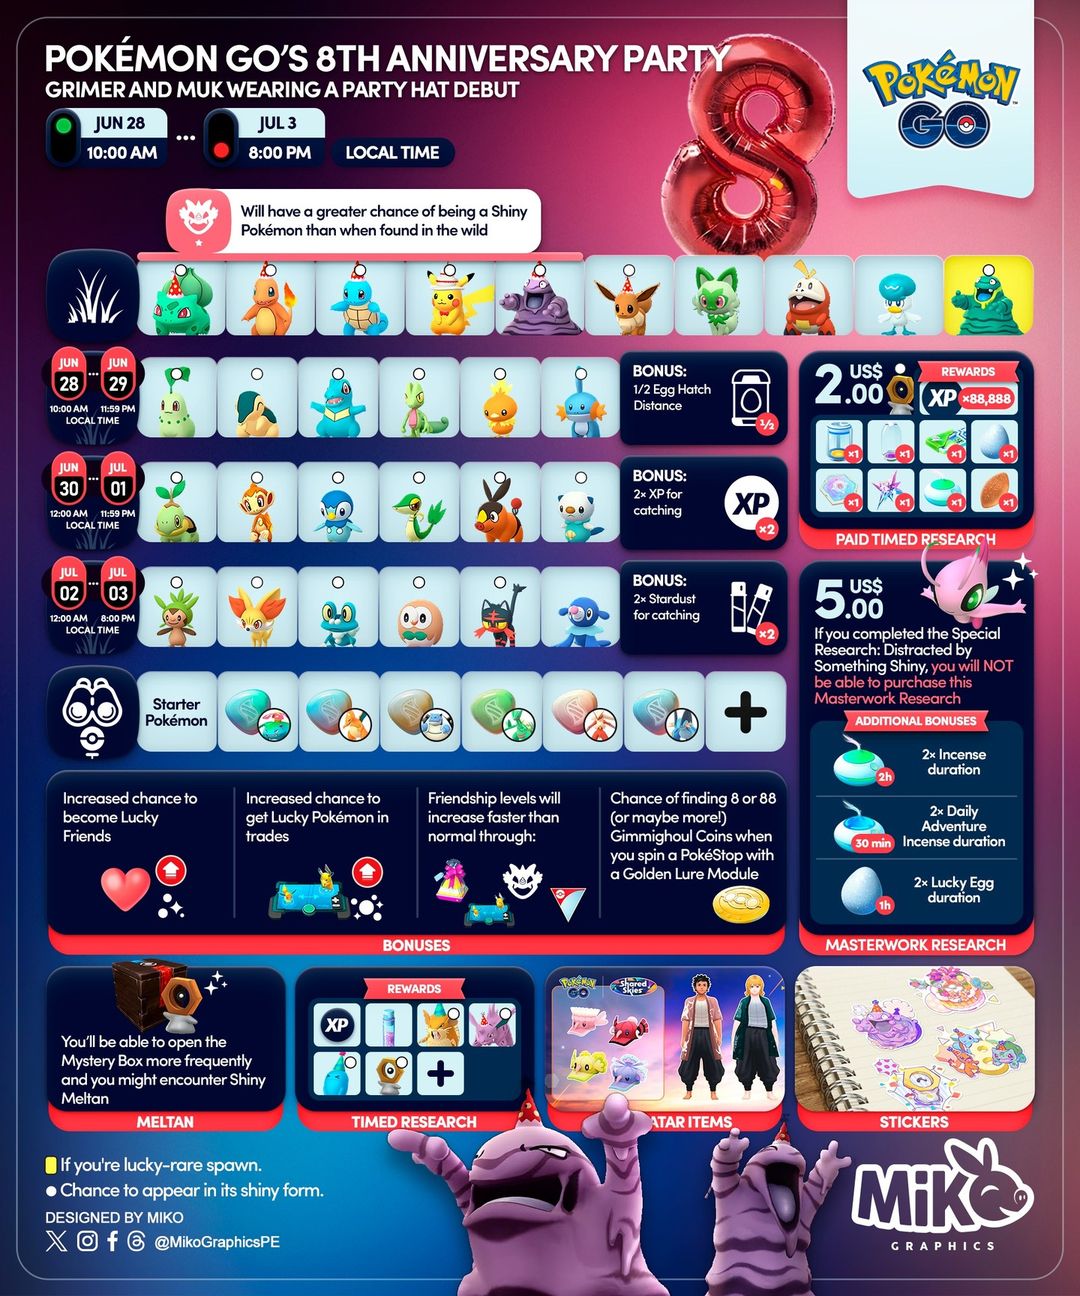 POKÉMON GO'S 8TH ANNIVERSARY PARTY
GRIMER AND MUK WEARING A PARTY HAT DEBUT
JUN 28
10:00 AM
...
JUL 3
8:00 PM
LOCAL TIME
POKÉMON
GO
Will have a greater chance of being a Shiny
Pokémon than when found in the wild
JUN
28
...
JUN
29
10:00 AM 11:59 PM
LOCAL TIME
BONUS:
1/2 Egg Hatch
Distance
½
JUN
30
...
JUL
01
12:00 AM 11:59 PM
LOCAL TIME
BONUS:
2× XP for
catching
XP
×2
JUL
02
...
JUL
03
12:00 AM 8:00 PM
LOCAL TIME
BONUS:
2× Stardust
for catching
×2
2 US$
.00
REWARDS
XP ×88,888
×1 ×1 ×1 ×1
×1 ×1 ×1 ×1
PAID TIMED RESEARCH
Starter
Pokémon
+
5 US$
.00
If you completed the Special
Research: Distracted by
Something Shiny, you will NOT
be able to purchase this
Masterwork Research
ADDITIONAL BONUSES
2h
2× Incense
duration
30 min
2× Daily
Adventure
Incense duration
1h
2× Lucky Egg
duration
MASTERWORK RESEARCH
Increased chance to
become Lucky
Friends
Increased chance to
get Lucky Pokémon in
trades
Friendship levels will
increase faster than
normal through:
Chance of finding 8 or 88
(or maybe more!)
Gimmighoul Coins when
you spin a PokéStop with
a Golden Lure Module
BONUSES
You'll be able to open the
Mystery Box more frequently
and you might encounter Shiny
Meltan
MELTAN
REWARDS
XP
+
TIMED RESEARCH
POKÉMON
GO
Shared
Skies
ATAR ITEMS
STICKERS
If you're lucky-rare spawn.
Chance to appear in its shiny form.
DESIGNED BY MIKO
@MikoGraphicsPE
MiKO
GRAPHICS